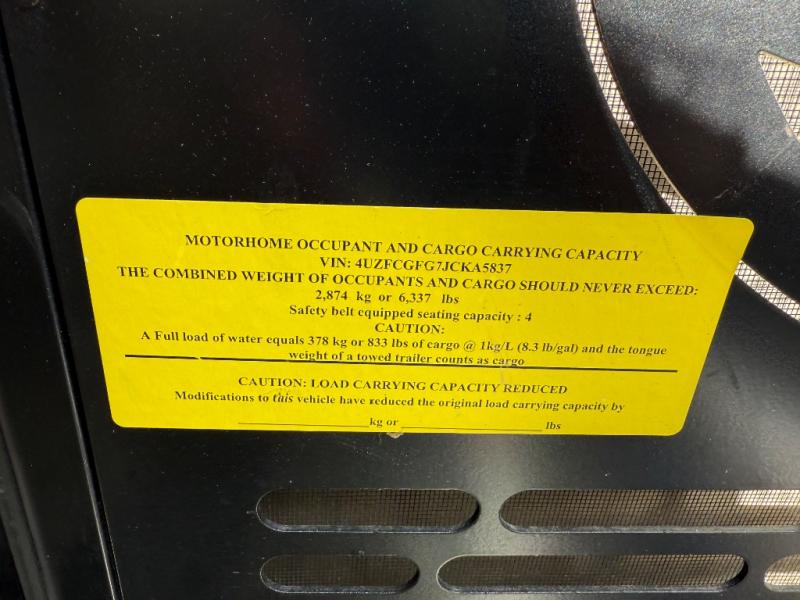 MOTORHOME OCCUPANT AND CARGO CARRYING CAPACITY
VIN: 4UZFCGFG7JCKA5837
THE COMBINED WEIGHT OF OCCUPANTS AND CARGO SHOULD NEVER EXCEED:
2,874 kg or 6,337 lbs
Safety belt equipped seating capacity : 4
CAUTION:
A Full load of water equals 378 kg or 833 lbs of cargo @ 1kg/L (8.3 lb/gal) and the tongue
weight of a towed trailer counts as cargo
CAUTION: LOAD CARRYING CAPACITY REDUCED
Modifications to this vehicle have reduced the original load carrying capacity by
____________________kg or ______________________ lbs